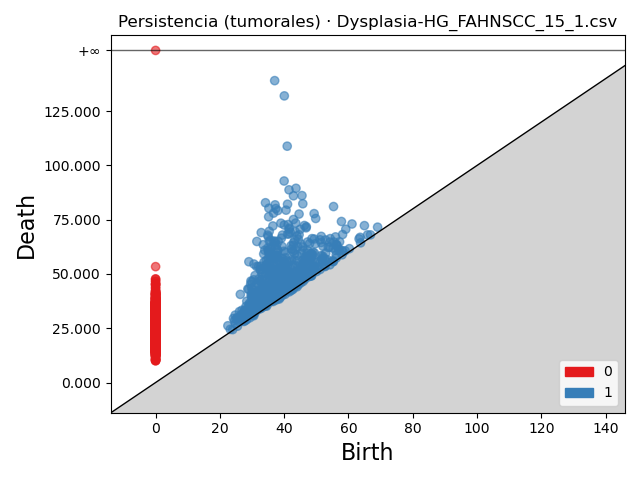 Persistencia (tumorales) · Dysplasia-HG_FAHNSCC_15_1.csv
+∞
125.000
100.000
75.000
50.000
25.000
0.000
Death
0
1
0 20 40 60 80 100 120 140
Birth